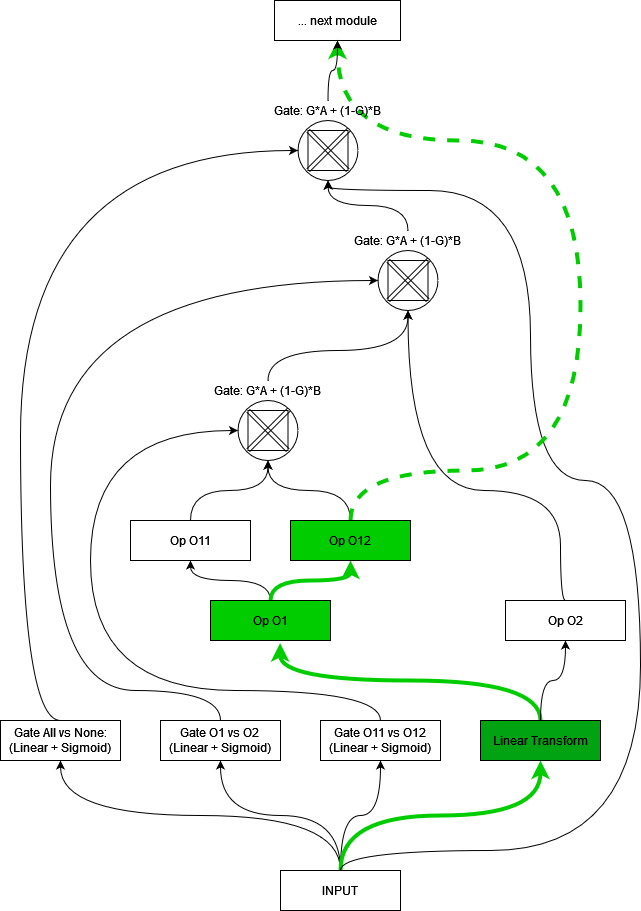 ... next module
Gate: G*A + (1-G)*B
Gate: G*A + (1-G)*B
Gate: G*A + (1-G)*B
Op O11
Op O12
Op O1
Op O2
Gate All vs None:
(Linear + Sigmoid)
Gate O1 vs O2
(Linear + Sigmoid)
Gate O11 vs O12
(Linear + Sigmoid)
Linear Transform
INPUT